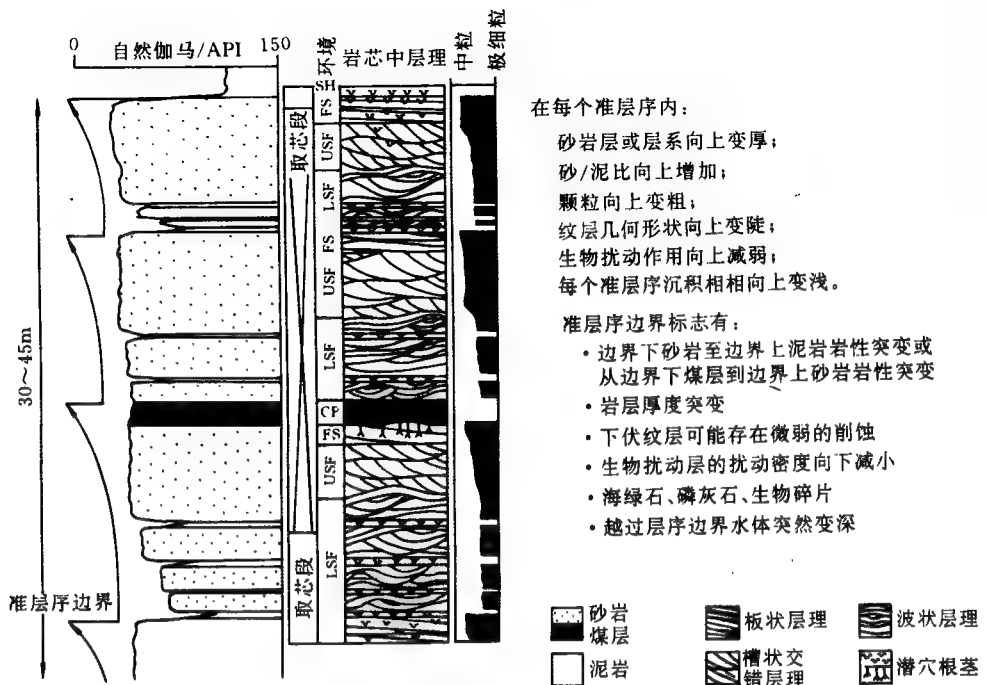 0 自然伽马/API 150
环境
岩芯中层理
中粒
极细粒
取芯段
SH
FS
USF
LSF
FS
USF
LSF
CP
FS
USF
LSF
取芯段
30~45m
准层序边界
在每个准层序内：
砂岩层或层系向上变厚；
砂/泥比向上增加；
颗粒向上变粗；
纹层几何形状向上变陡；
生物扰动作用向上减弱；
每个准层序沉积相相向上变浅。
准层序边界标志有：
·边界下砂岩至边界上泥岩岩性突变或
从边界下煤层到边界上砂岩岩性突变
·岩层厚度突变
·下伏纹层可能存在微弱的削蚀
·生物扰动层的扰动密度向下减小
·海绿石、磷灰石、生物碎片
·越过层序边界水体突然变深
砂岩
煤层
泥岩
板状层理
槽状交
错层理
波状层理
潜穴根茎